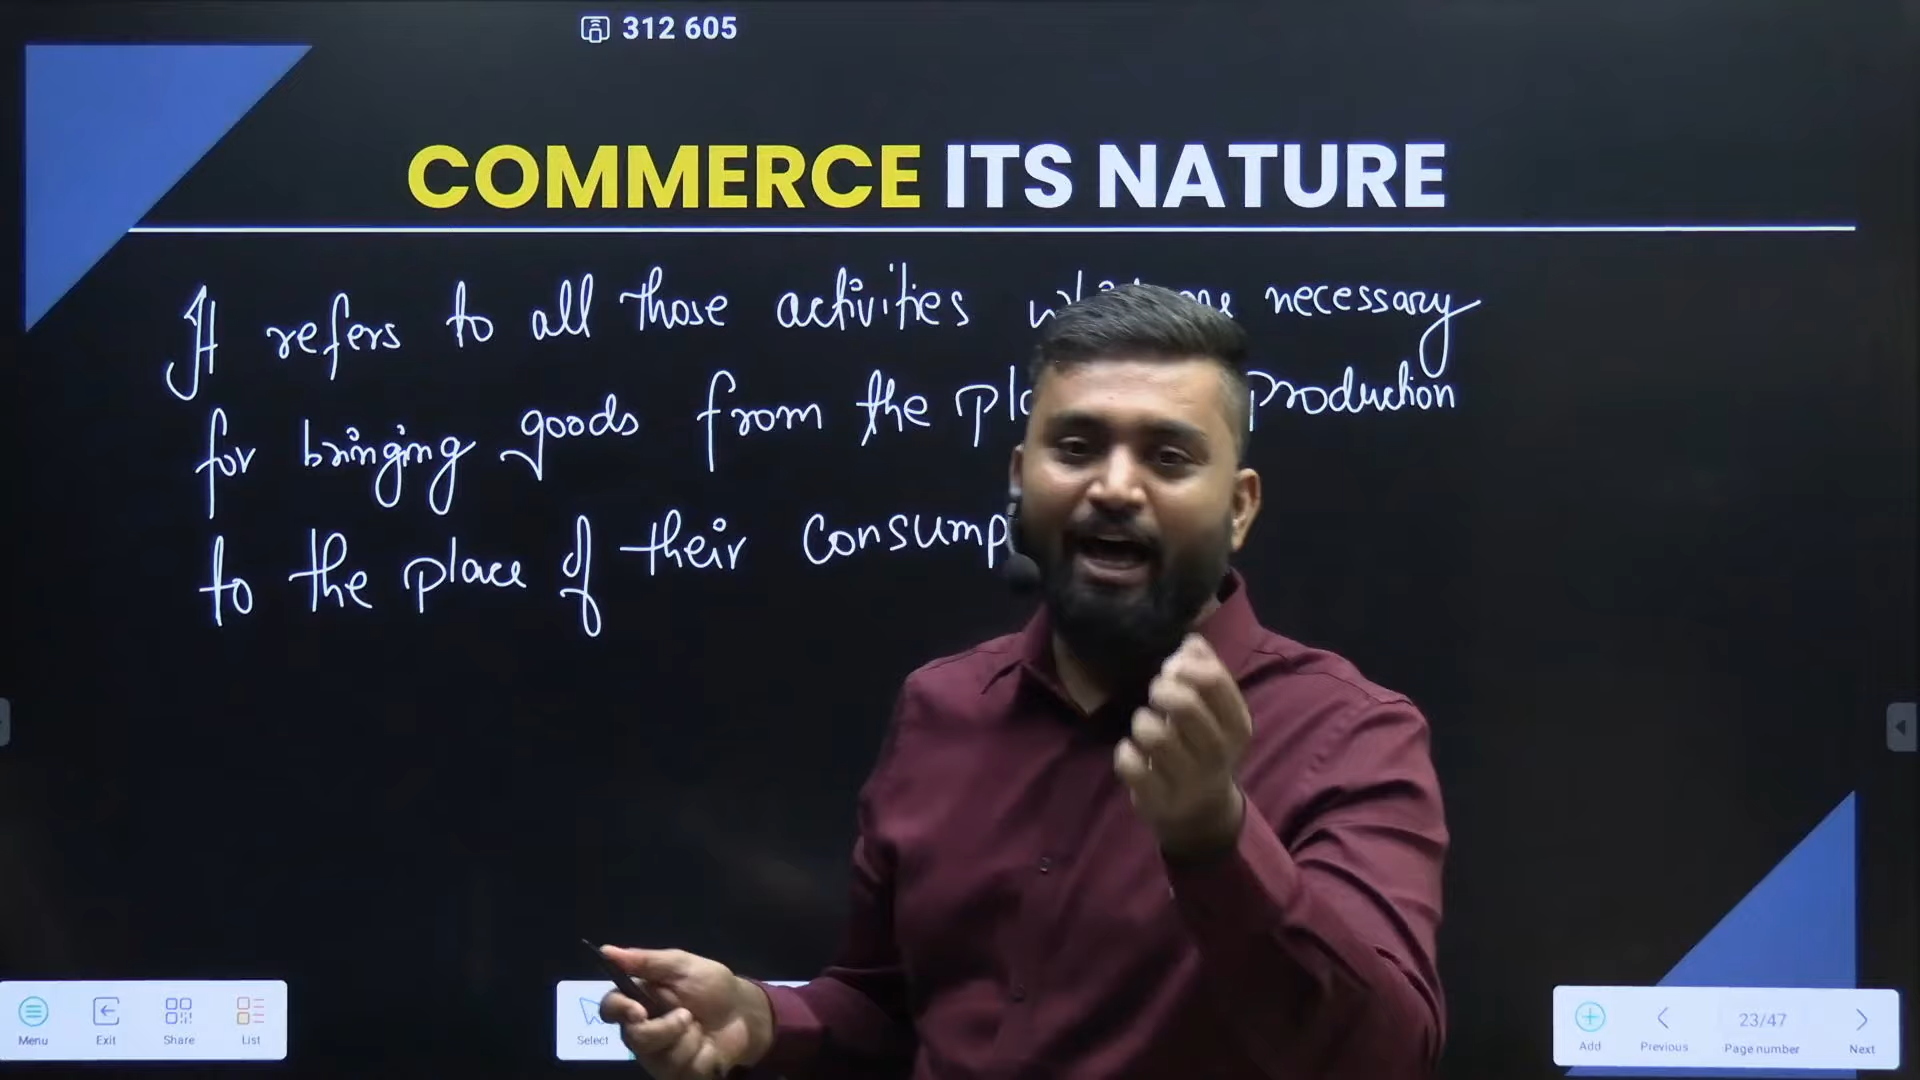 312 605
COMMERCE ITS NATURE
It refers to all those activities necessary
for bringing goods from the production
to the place of their
Menu
Exit
Share
List
Select
Add
Previous
23/47
Page number
Next